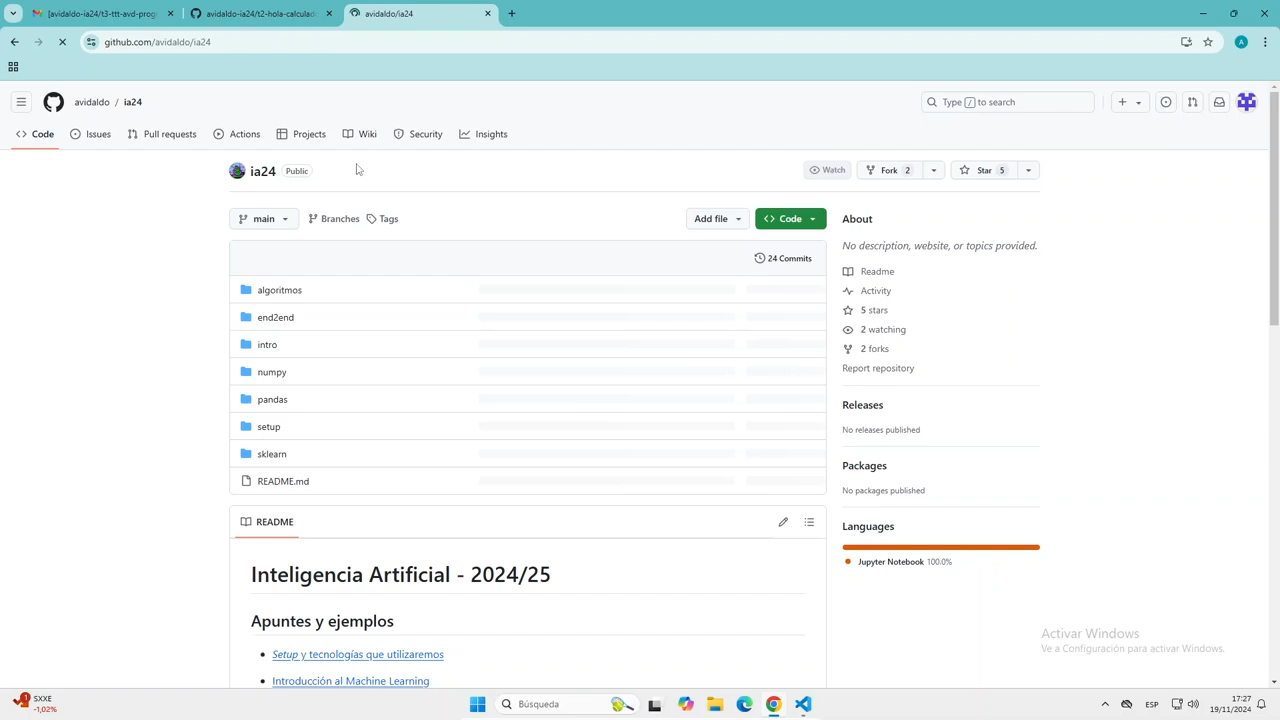 [avidaldo-ia24/t3-ttt-avd-prog
avidaldo-ia24/t2-hola-calculad
avidaldo/ia24
github.com/avidaldo/ia24
A
avidaldo / ia24
Type / to search
Code Issues Pull requests Actions Projects Wiki Security Insights
ia24 Public
Watch Fork 2 Star 5
main Branches Tags Add file Code
24 Commits
algoritmos
end2end
intro
numpy
pandas
setup
sklearn
README.md
About
No description, website, or topics provided.
Readme
Activity
5 stars
2 watching
2 forks
Report repository
Releases
No releases published
Packages
No packages published
Languages
Jupyter Notebook 100.0%
README
Inteligencia Artificial - 2024/25
Apuntes y ejemplos
Setup y tecnologías que utilizaremos
Introducción al Machine Learning
Activar Windows
Ve a Configuración para activar Windows.
1
SXXE
-1,02%
Búsqueda
ESP
17:27
19/11/2024